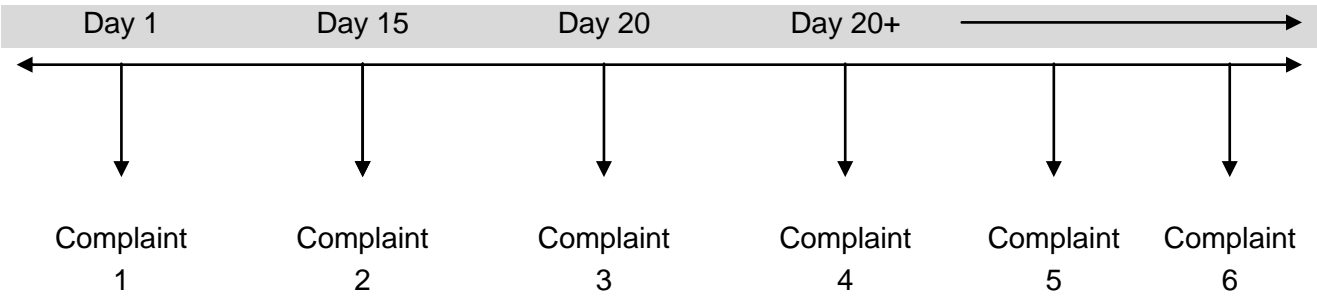 Day 1 Day 15 Day 20 Day 20+
Complaint Complaint Complaint Complaint Complaint Complaint
1 2 3 4 5 6